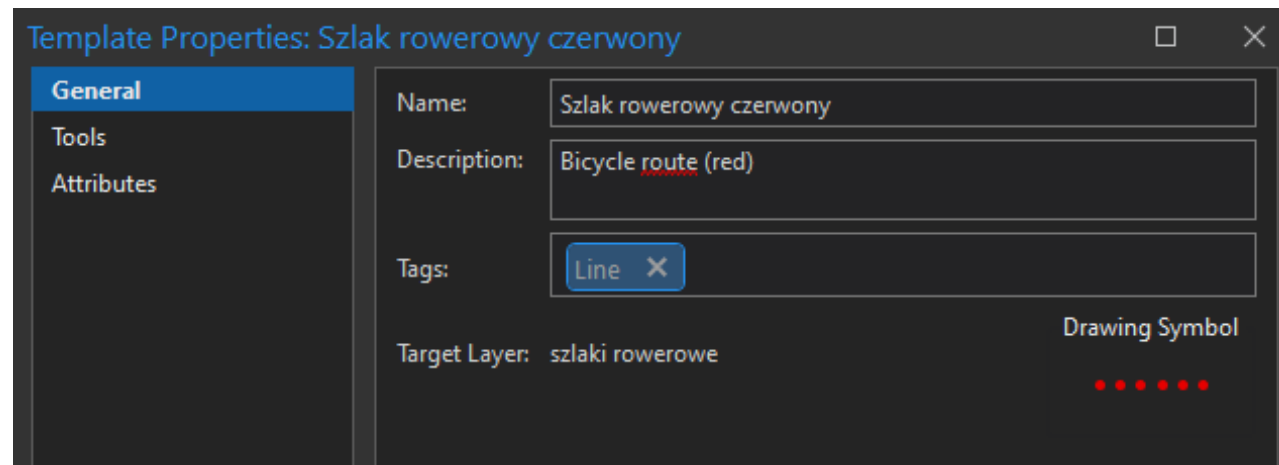 Template Properties: Szlak rowerowy czerwony
General
Tools
Attributes
Name: Szlak rowerowy czerwony
Description: Bicycle route (red)
Tags: Line
Target Layer: szlaki rowerowe
Drawing Symbol